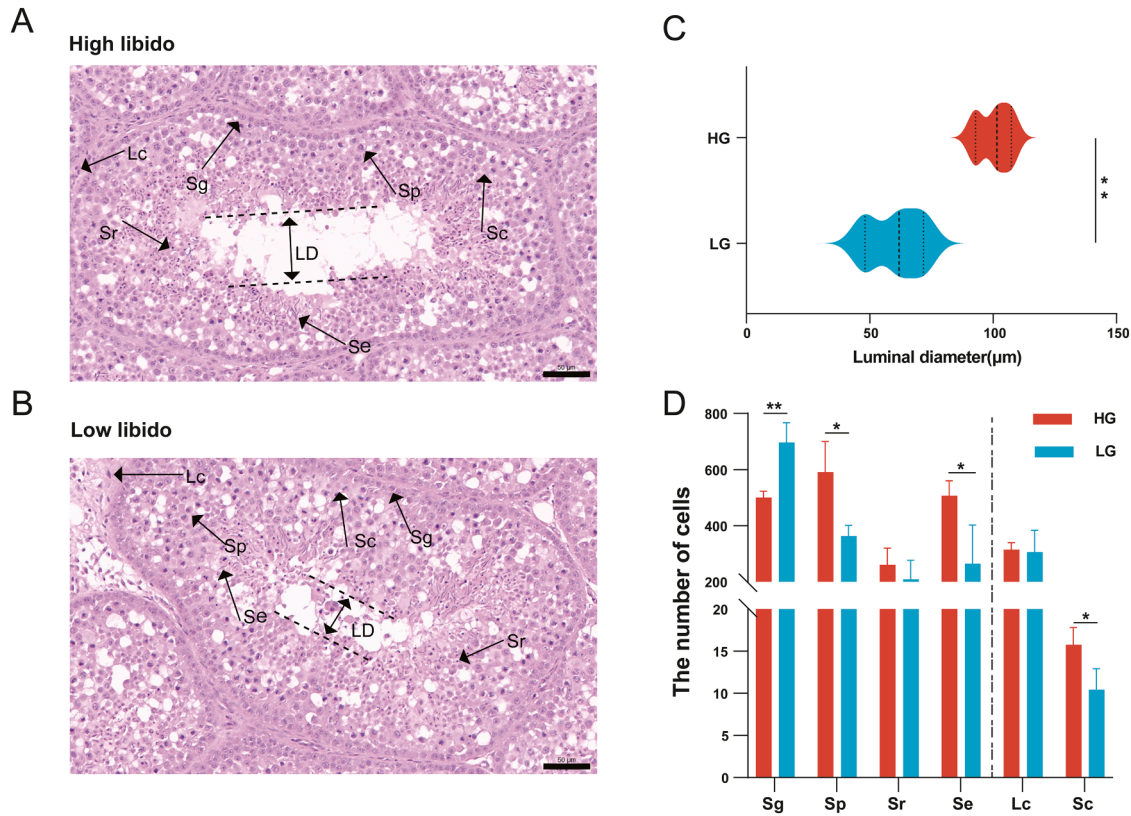 A
High libido
Lc
Sg
Sp
Sr
Sc
LD
Se
50 µm
B
Low libido
Lc
Sp
Sc
Sg
Se
LD
Sr
50 µm
C
HG
LG
**
0
50
100
150
Luminal diameter(µm)
D
HG
LG
The number of cells
800
600
400
200
20
15
10
5
0
**
*
*
*
Sg
Sp
Sr
Se
Lc
Sc